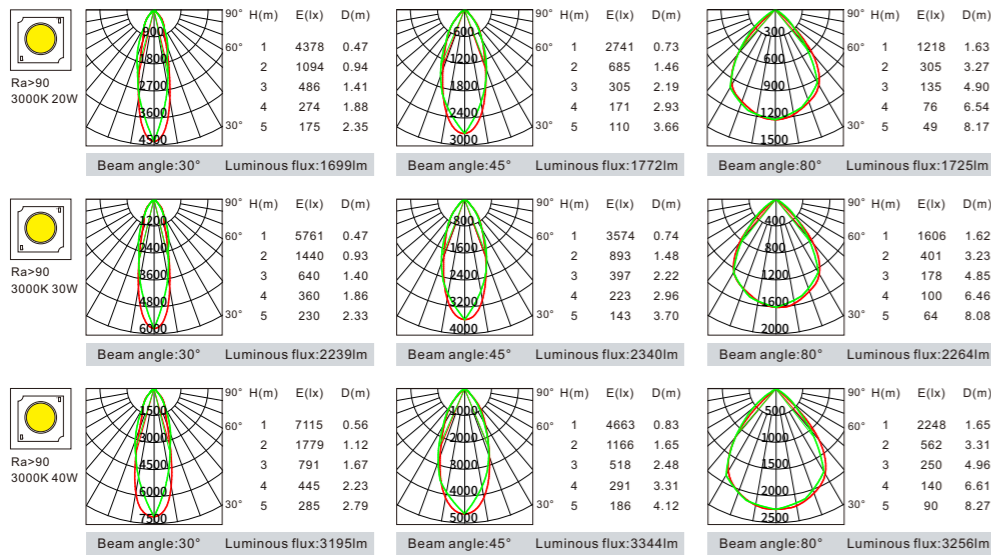 Ra>90
3000K 20W
900
1800
2700
3600
4500
90°
60°
30°
H(m) E(lx) D(m)
1 4378 0.47
2 1094 0.94
3 486 1.41
4 274 1.88
5 175 2.35
Beam angle:30° Luminous flux:1699lm
600
1200
1800
2400
3000
90°
60°
30°
H(m) E(lx) D(m)
1 2741 0.73
2 685 1.46
3 305 2.19
4 171 2.93
5 110 3.66
Beam angle:45° Luminous flux:1772lm
300
600
900
1200
1500
90°
60°
30°
H(m) E(lx) D(m)
1 1218 1.63
2 305 3.27
3 135 4.90
4 76 6.54
5 49 8.17
Beam angle:80° Luminous flux:1725lm
Ra>90
3000K 30W
1200
2400
3600
4800
6000
90°
60°
30°
H(m) E(lx) D(m)
1 5761 0.47
2 1440 0.93
3 640 1.40
4 360 1.86
5 230 2.33
Beam angle:30° Luminous flux:2239lm
800
1600
2400
3200
4000
90°
60°
30°
H(m) E(lx) D(m)
1 3574 0.74
2 893 1.48
3 397 2.22
4 223 2.96
5 143 3.70
Beam angle:45° Luminous flux:2340lm
400
800
1200
1600
2000
90°
60°
30°
H(m) E(lx) D(m)
1 1606 1.62
2 401 3.23
3 178 4.85
4 100 6.46
5 64 8.08
Beam angle:80° Luminous flux:2264lm
Ra>90
3000K 40W
1500
3000
4500
6000
7500
90°
60°
30°
H(m) E(lx) D(m)
1 7115 0.56
2 1779 1.12
3 791 1.67
4 445 2.23
5 285 2.79
Beam angle:30° Luminous flux:3195lm
1000
2000
3000
4000
5000
90°
60°
30°
H(m) E(lx) D(m)
1 4663 0.83
2 1166 1.65
3 518 2.48
4 291 3.31
5 186 4.12
Beam angle:45° Luminous flux:3344lm
500
1000
1500
2000
2500
90°
60°
30°
H(m) E(lx) D(m)
1 2248 1.65
2 562 3.31
3 250 4.96
4 140 6.61
5 90 8.27
Beam angle:80° Luminous flux:3256lm